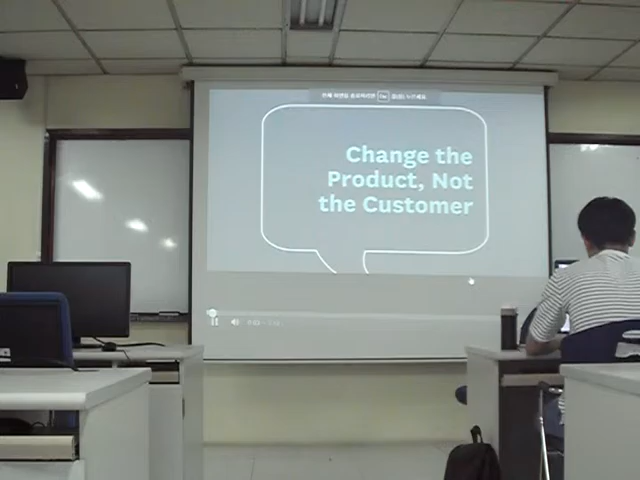 Change the
Product, Not
the Customer